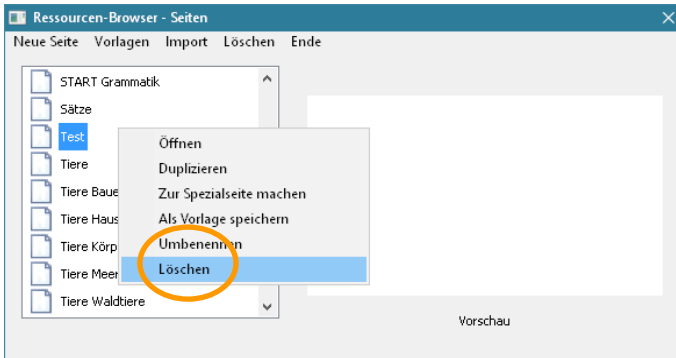 Ressourcen-Browser - Seiten
Neue Seite Vorlagen Import Löschen Ende
START Grammatik
Sätze
Test
Tiere
Tiere Baue
Tiere Haus
Tiere Körp
Tiere Meer
Tiere Waldtiere
Öffnen
Duplizieren
Zur Spezialseite machen
Als Vorlage speichern
Umbenennen
Löschen
Vorschau